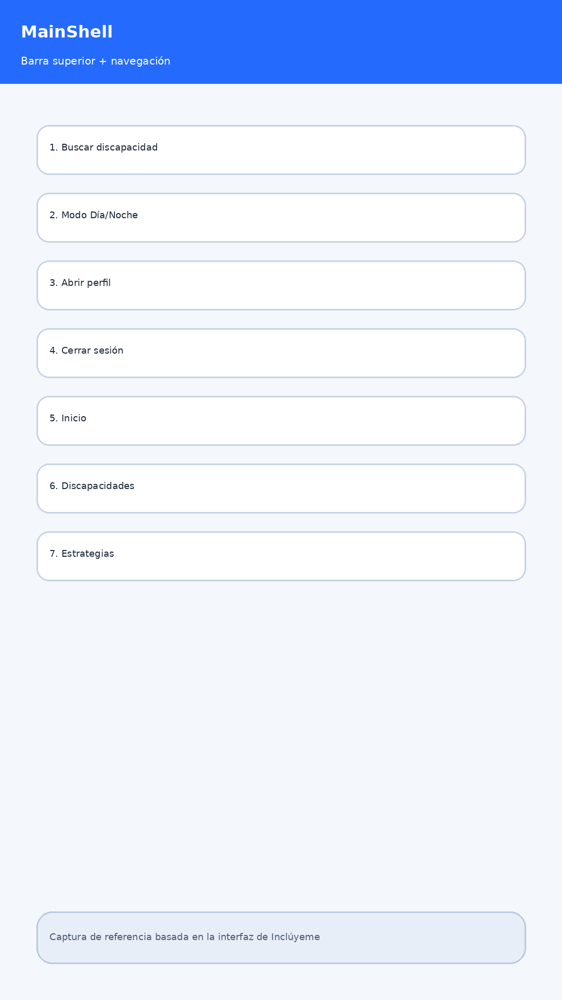 MainShell
Barra superior + navegación
1. Buscar discapacidad
2. Modo Día/Noche
3. Abrir perfil
4. Cerrar sesión
5. Inicio
6. Discapacidades
7. Estrategias
Captura de referencia basada en la interfaz de Inclúyeme